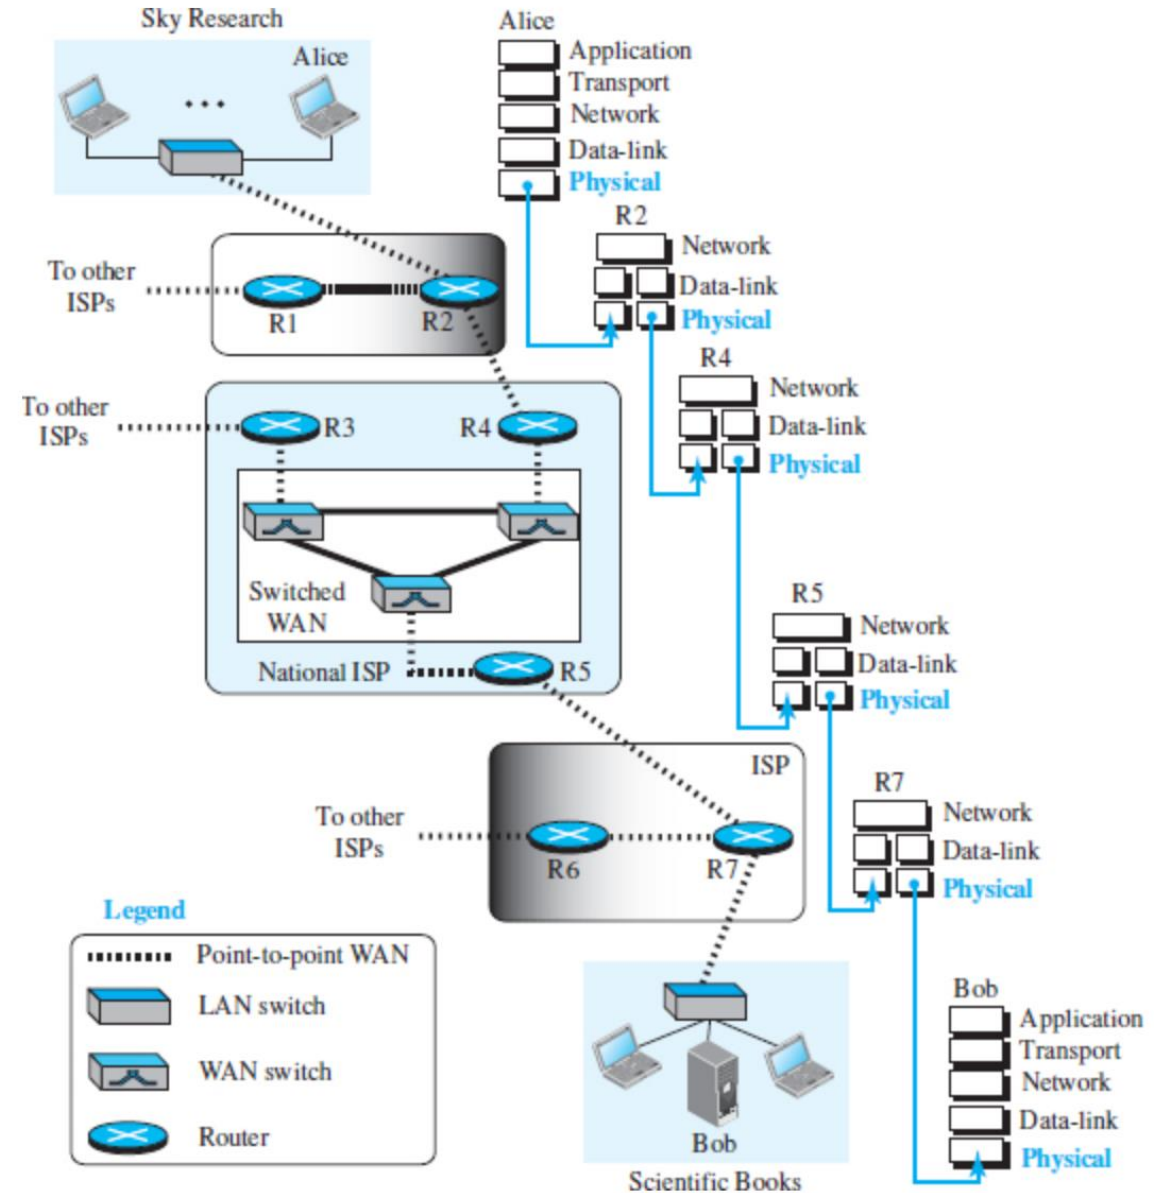 Sky Research
Alice
Alice
Application
Transport
Network
Data-link
Physical
R2
Network
Data-link
Physical
To other
ISPs
R1
R2
R4
Network
Data-link
Physical
To other
ISPs
R3
R4
Switched
WAN
National ISP
R5
R5
Network
Data-link
Physical
ISP
To other
ISPs
R6
R7
R7
Network
Data-link
Physical
Legend
Point-to-point WAN
LAN switch
WAN switch
Router
Bob
Scientific Books
Bob
Application
Transport
Network
Data-link
Physical